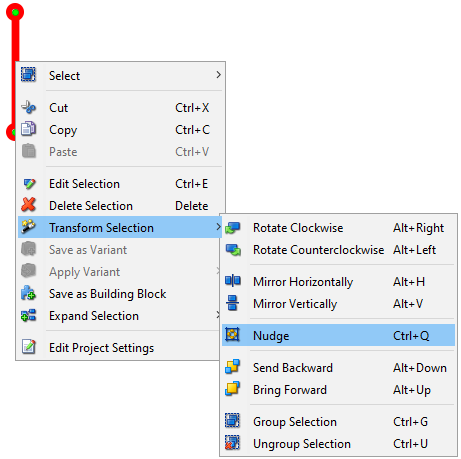 Select
Cut Ctrl+X
Copy Ctrl+C
Paste Ctrl+V
Edit Selection Ctrl+E
Delete Selection Delete
Transform Selection
Save as Variant
Apply Variant
Save as Building Block
Expand Selection
Edit Project Settings
Rotate Clockwise Alt+Right
Rotate Counterclockwise Alt+Left
Mirror Horizontally Alt+H
Mirror Vertically Alt+V
Nudge Ctrl+Q
Send Backward Alt+Down
Bring Forward Alt+Up
Group Selection Ctrl+G
Ungroup Selection Ctrl+U